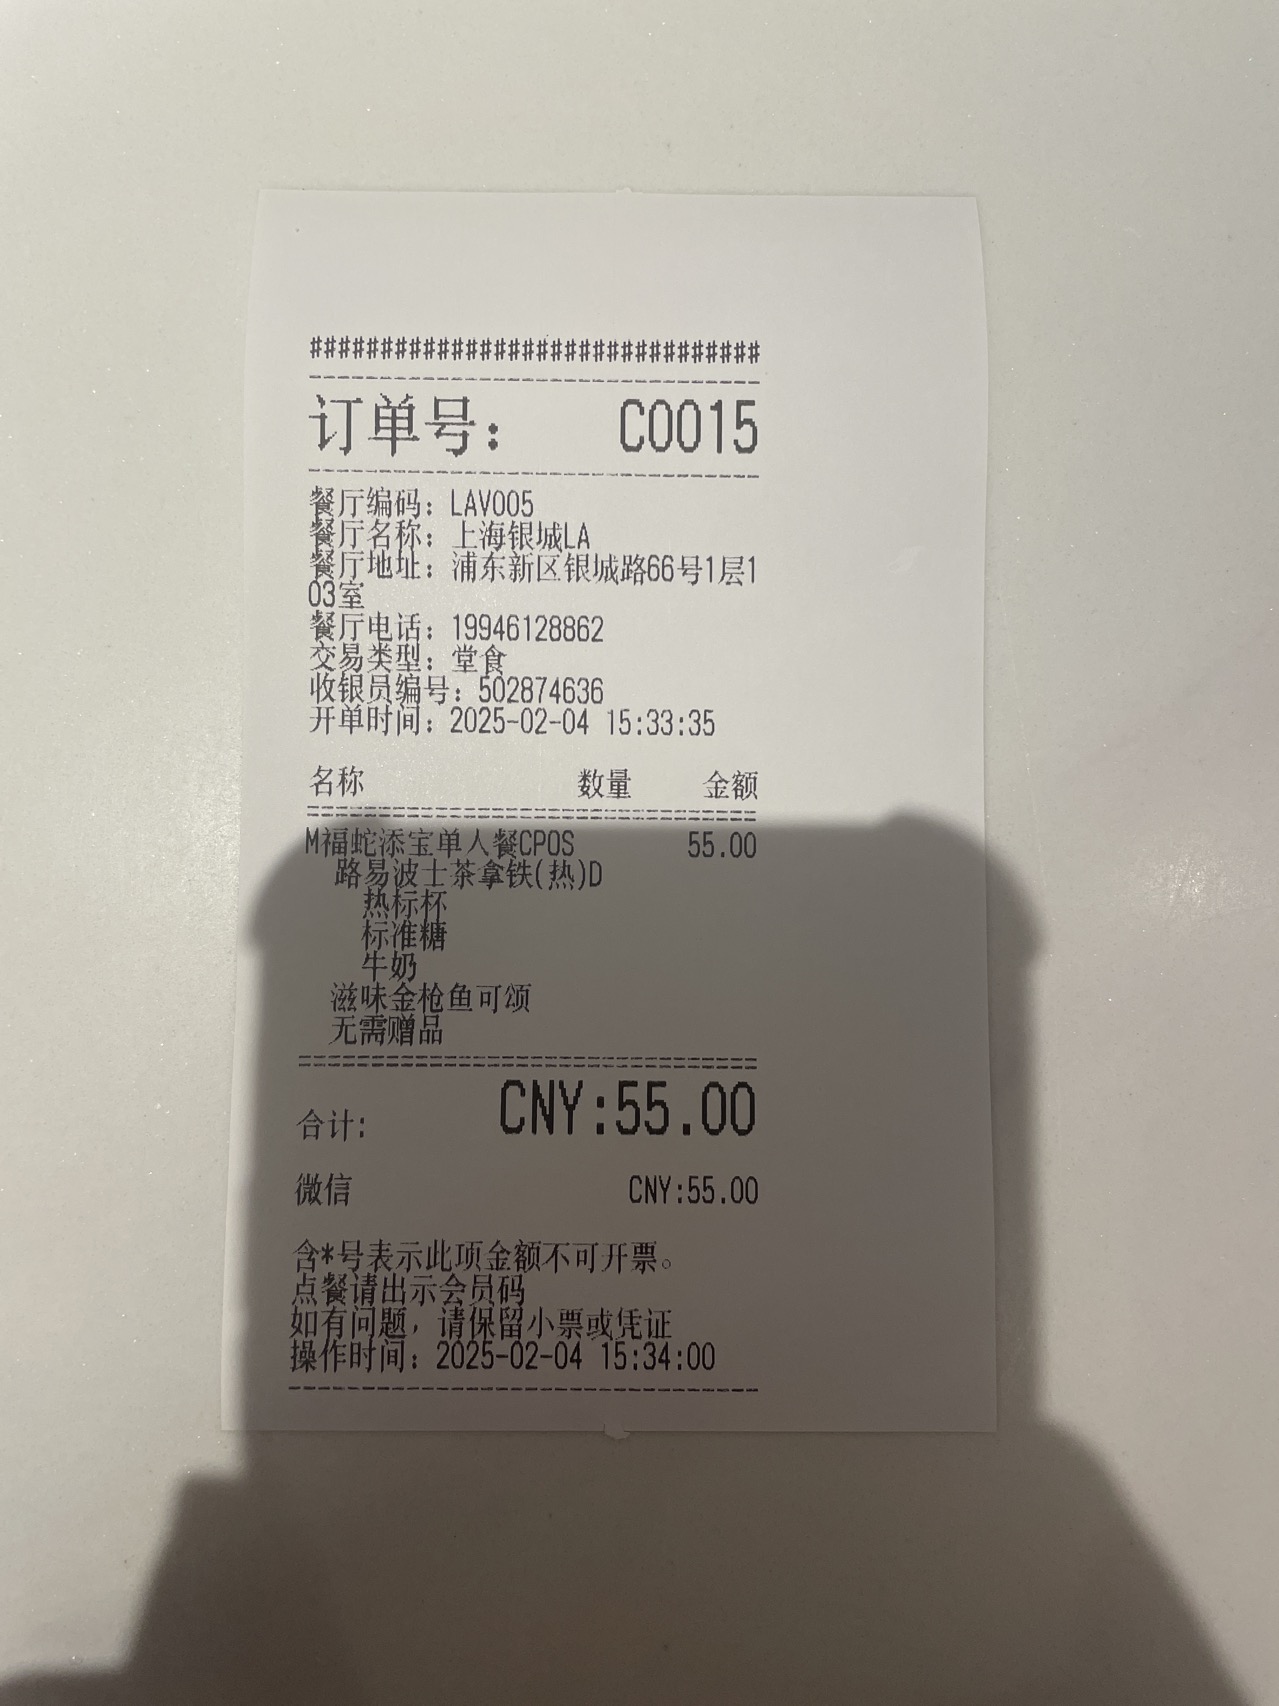 ################################
订单号： C0015
餐厅编码：LAV005
餐厅名称：上海银城LA
餐厅地址：浦东新区银城路66号1层1
03室
餐厅电话：19946128862
交易类型：堂食
收银员编号：502874636
开单时间：2025-02-04 15:33:35
名称 数量 金额
M福蛇添宝单人餐CPOS 55.00
路易波士茶拿铁(热)D
热标杯
标准糖
牛奶
滋味金枪鱼可颂
无需赠品
合计: CNY:55.00
微信 CNY:55.00
含*号表示此项金额不可开票。
点餐请出示会员码
如有问题，请保留小票或凭证
操作时间：2025-02-04 15:34:00